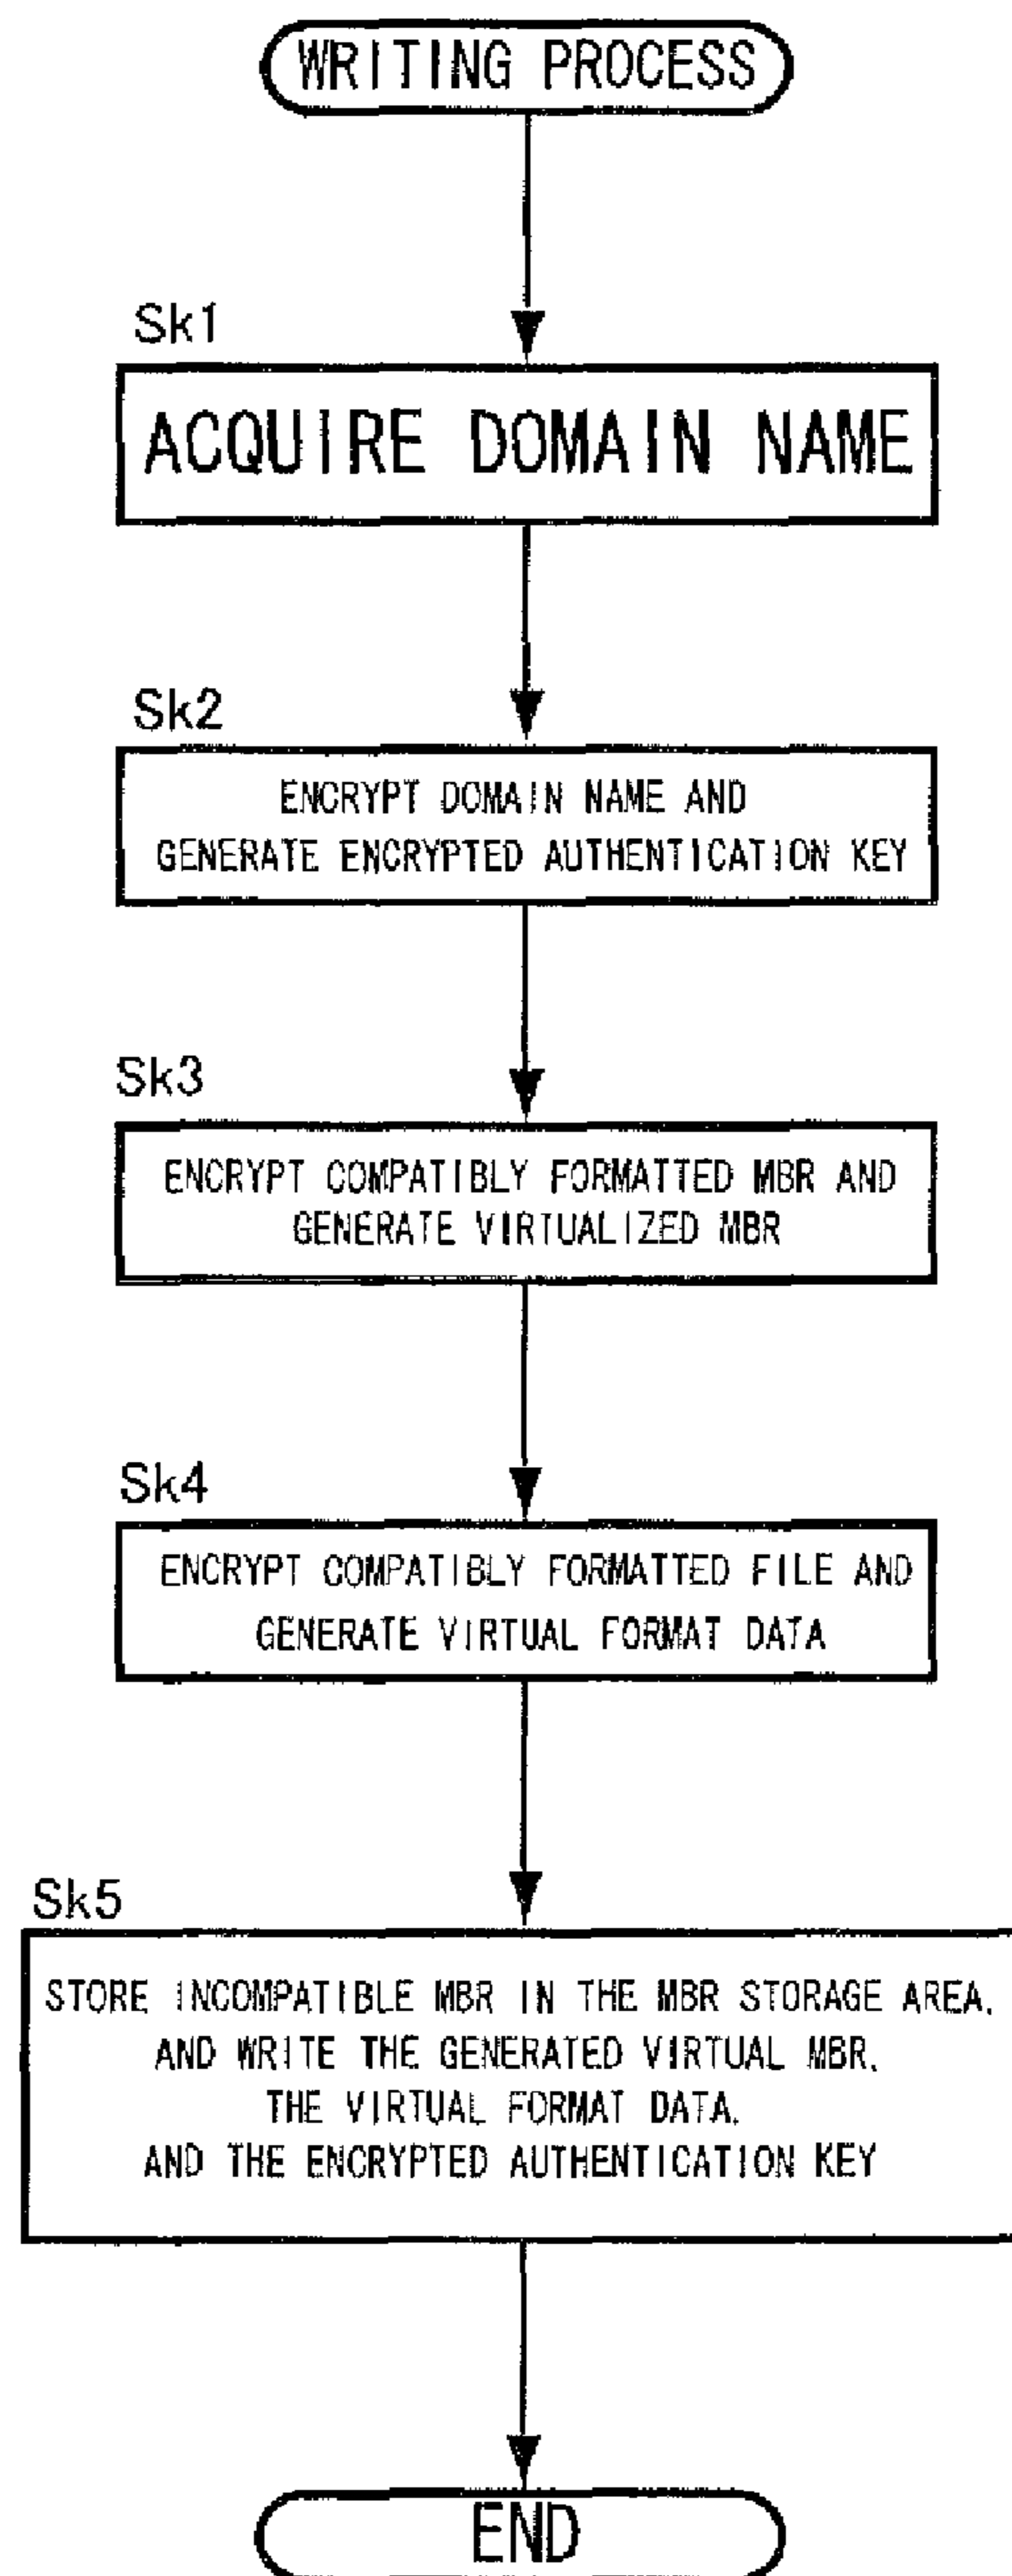 WRITING PROCESS
Sk1
ACQUIRE DOMAIN NAME
Sk2
ENCRYPT DOMAIN NAME AND
GENERATE ENCRYPTED AUTHENTICATION KEY
Sk3
ENCRYPT COMPATIBLY FORMATTED MBR AND
GENERATE VIRTUALIZED MBR
Sk4
ENCRYPT COMPATIBLY FORMATTED FILE AND
GENERATE VIRTUAL FORMAT DATA
Sk5
STORE INCOMPATIBLE MBR IN THE MBR STORAGE AREA,
AND WRITE THE GENERATED VIRTUAL MBR,
THE VIRTUAL FORMAT DATA,
AND THE ENCRYPTED AUTHENTICATION KEY
END